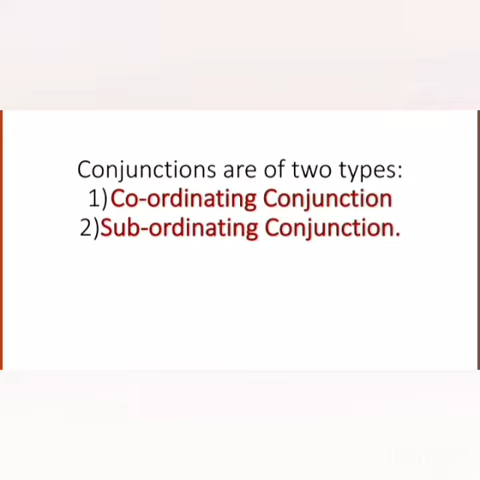 Conjunctions are of two types:
1)Co-ordinating Conjunction
2)Sub-ordinating Conjunction.